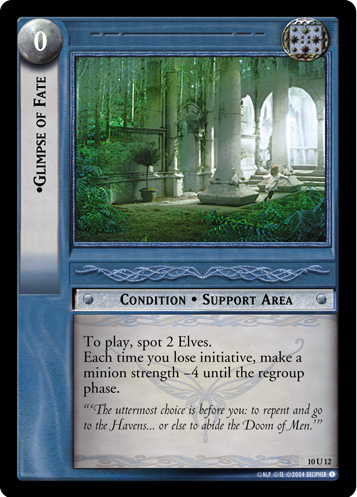 0
•Glimpse of Fate
Condition • Support Area
To play, spot 2 Elves.
Each time you lose initiative, make a
minion strength –4 until the regroup
phase.
“‘The uttermost choice is before you: to repent and go
to the Havens... or else to abide the Doom of Men.’”
10 U 12
©NLP ©TE ©2004 DECIPHER